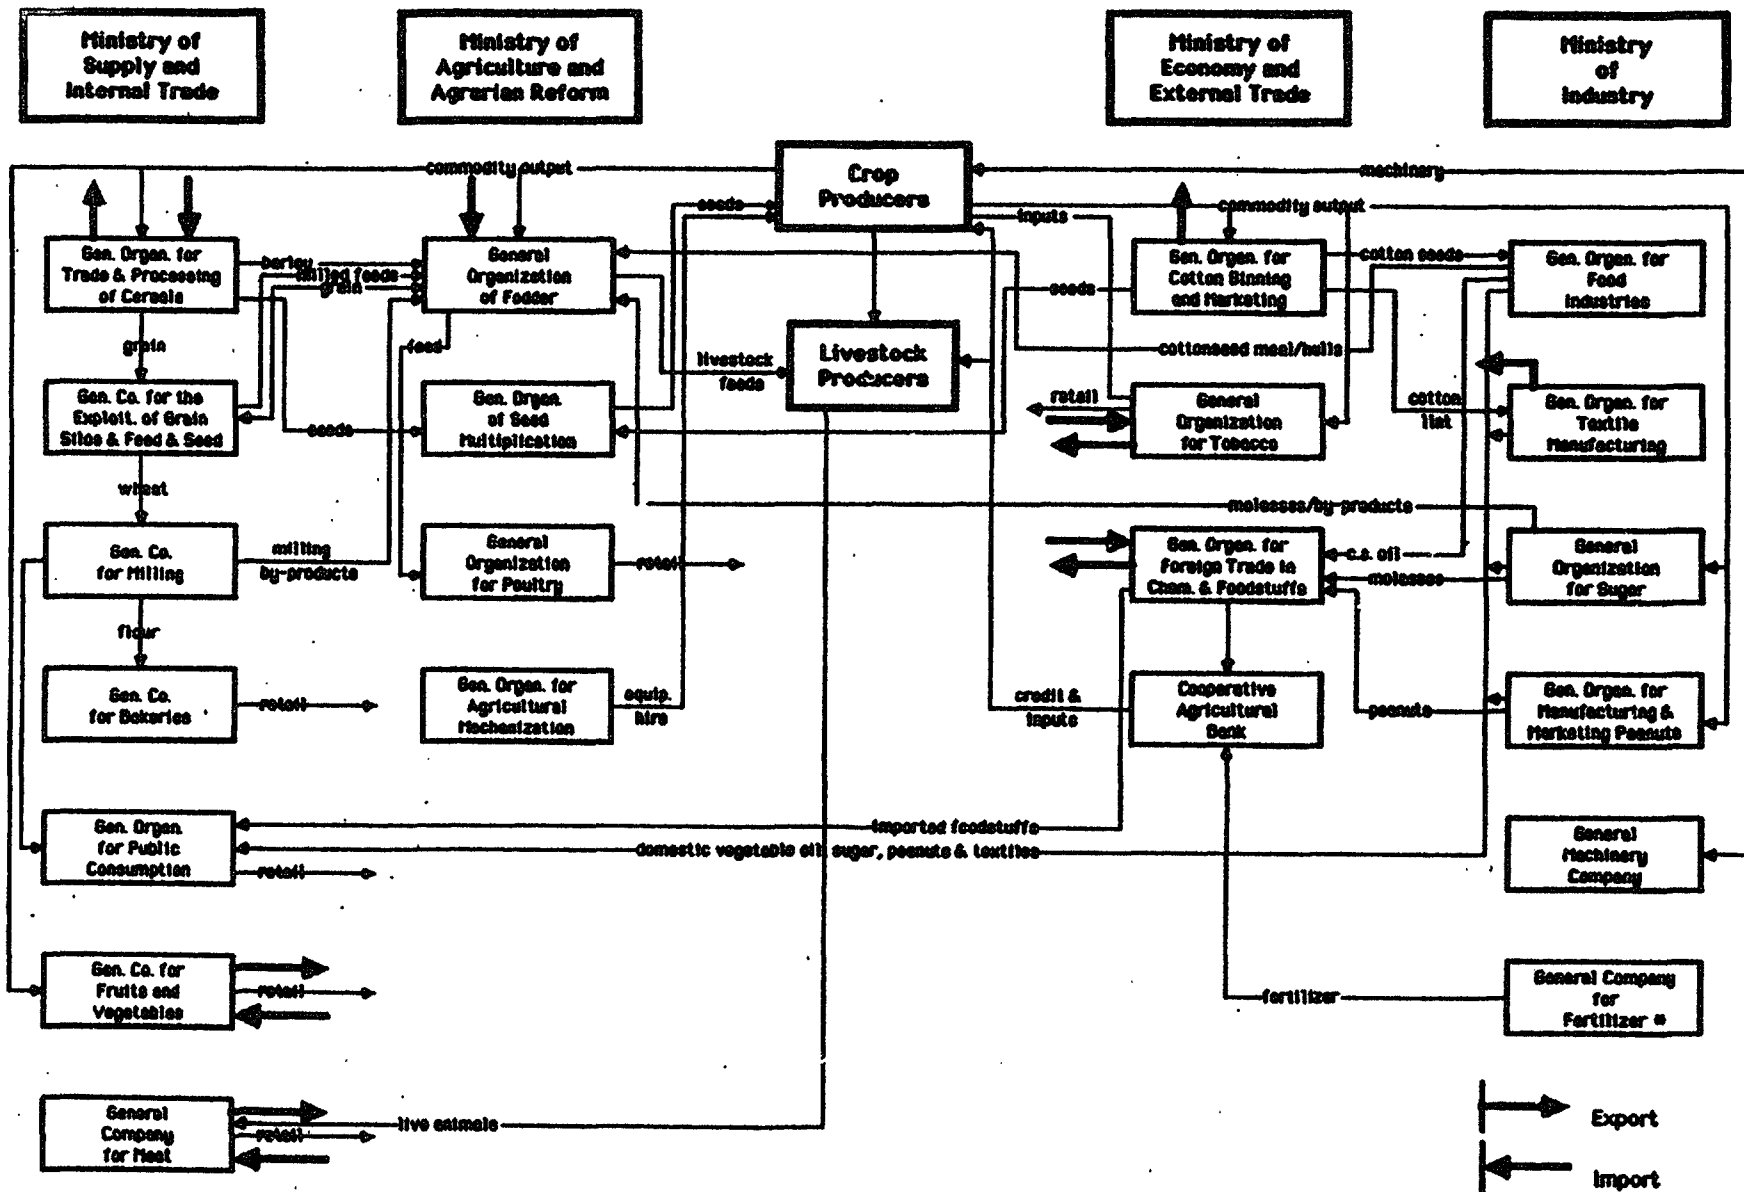 Ministry of
Supply and
Internal Trade
Ministry of
Agriculture and
Agrarian Reform
Ministry of
Economy and
External Trade
Ministry
of
Industry
commodity output
Crop
Producers
machinery
seeds
inputs
commodity output
Gen. Organ. for
Trade & Processing
of Cereals
barley
milled feeds
grain
General
Organization
of Fodder
seeds
Gen. Organ. for
Cotton Ginning
and Marketing
cotton seeds
Gen. Organ. for
Food
Industries
grain
feed
livestock
feeds
Livestock
Producers
cottonseed meal/hulls
Gen. Co. for the
Exploit. of Grain
Silos & Feed & Seed
seeds
Gen. Organ.
of Seed
Multiplication
retail
General
Organization
for Tobacco
cotton
lint
Gen. Organ. for
Textile
Manufacturing
wheat
molasses/by-products
Gen. Co.
for Milling
milling
by-products
General
Organization
for Poultry
retail
Gen. Organ. for
Foreign Trade in
Chem. & Foodstuffs
c.s. oil
molasses
General
Organization
for Sugar
flour
Gen. Co.
for Bakeries
retail
Gen. Organ. for
Agricultural
Mechanization
equip.
hire
credit &
inputs
Cooperative
Agricultural
Bank
peanuts
Gen. Organ. for
Manufacturing &
Marketing Peanuts
Gen. Organ.
for Public
Consumption
retail
imported foodstuffs
domestic vegetable oil, sugar, peanuts & textiles
General
Machinery
Company
Gen. Co. for
Fruits and
Vegetables
retail
fertilizer
General Company
for
Fertilizer *
General
Company
for Meat
retail
live animals
Export
Import